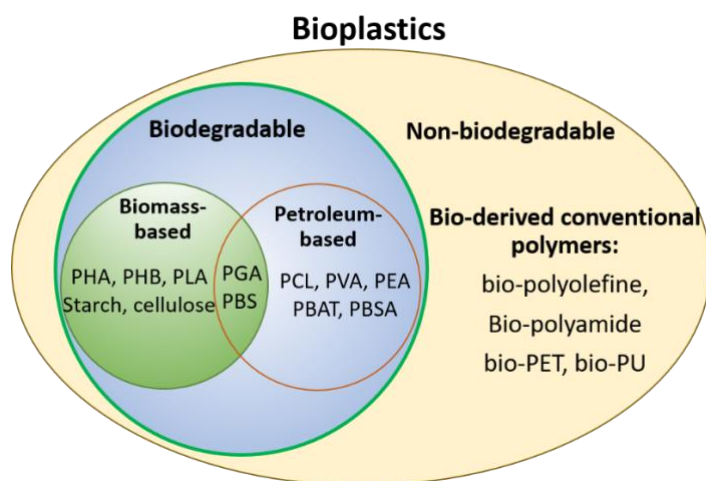 Bioplastics
Biodegradable
Non-biodegradable
Biomass-
based
PHA, PHB, PLA
Starch, cellulose
PGA
PBS
Petroleum-
based
PCL, PVA, PEA
PBAT, PBSA
Bio-derived conventional
polymers:
bio-polyolefine,
Bio-polyamide
bio-PET, bio-PU